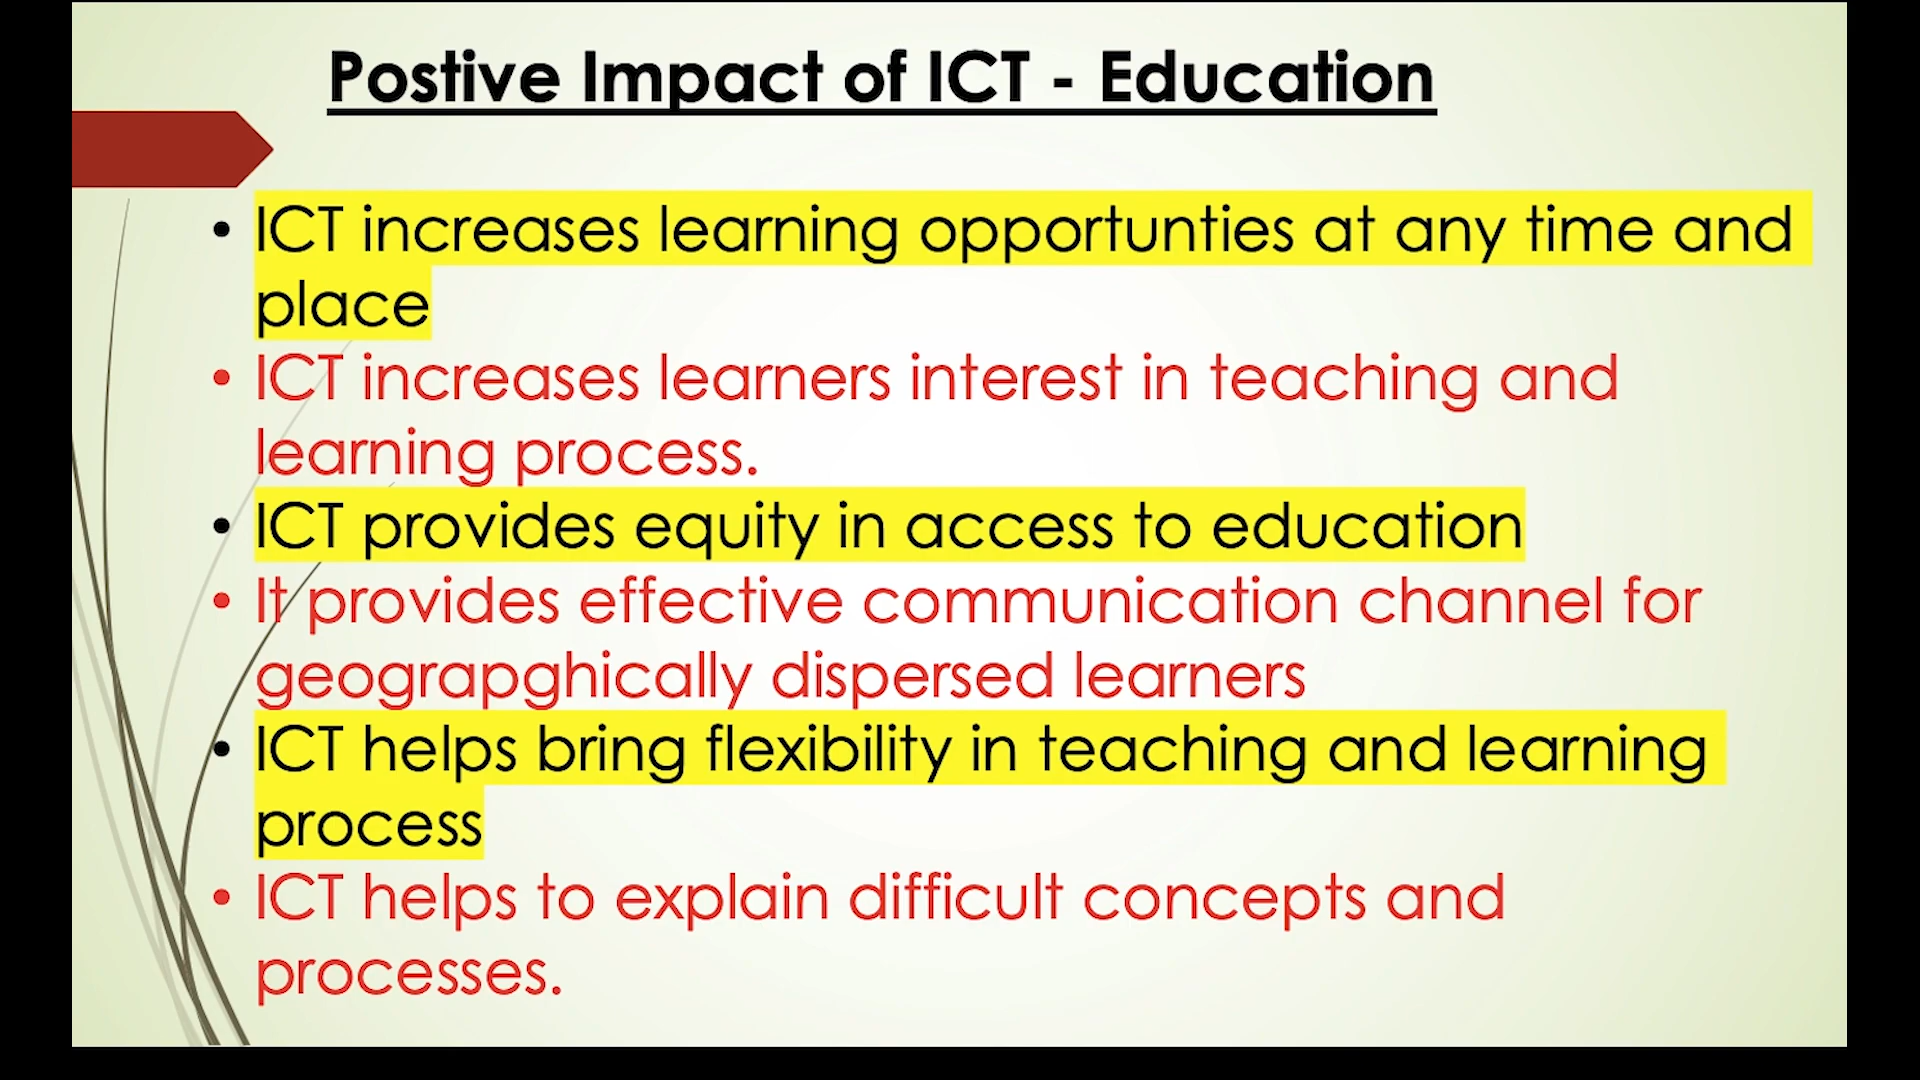 Postive Impact of ICT - Education
• ICT increases learning opportunties at any time and
place
• ICT increases learners interest in teaching and
learning process.
• ICT provides equity in access to education
• It provides effective communication channel for
geograpghically dispersed learners
• ICT helps bring flexibility in teaching and learning
process
• ICT helps to explain difficult concepts and
processes.